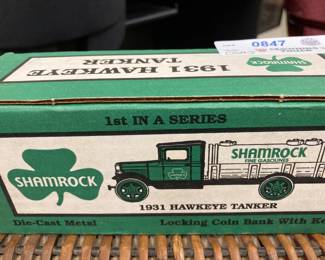 0847
1931 HAWKEYE
TANKER
SHAMROCK
1st IN A SERIES
SHAMROCK
SHAMROCK
FINE GASOLINES
1931 HAWKEYE TANKER
Die-Cast Metal
Locking Coin Bank With Ke